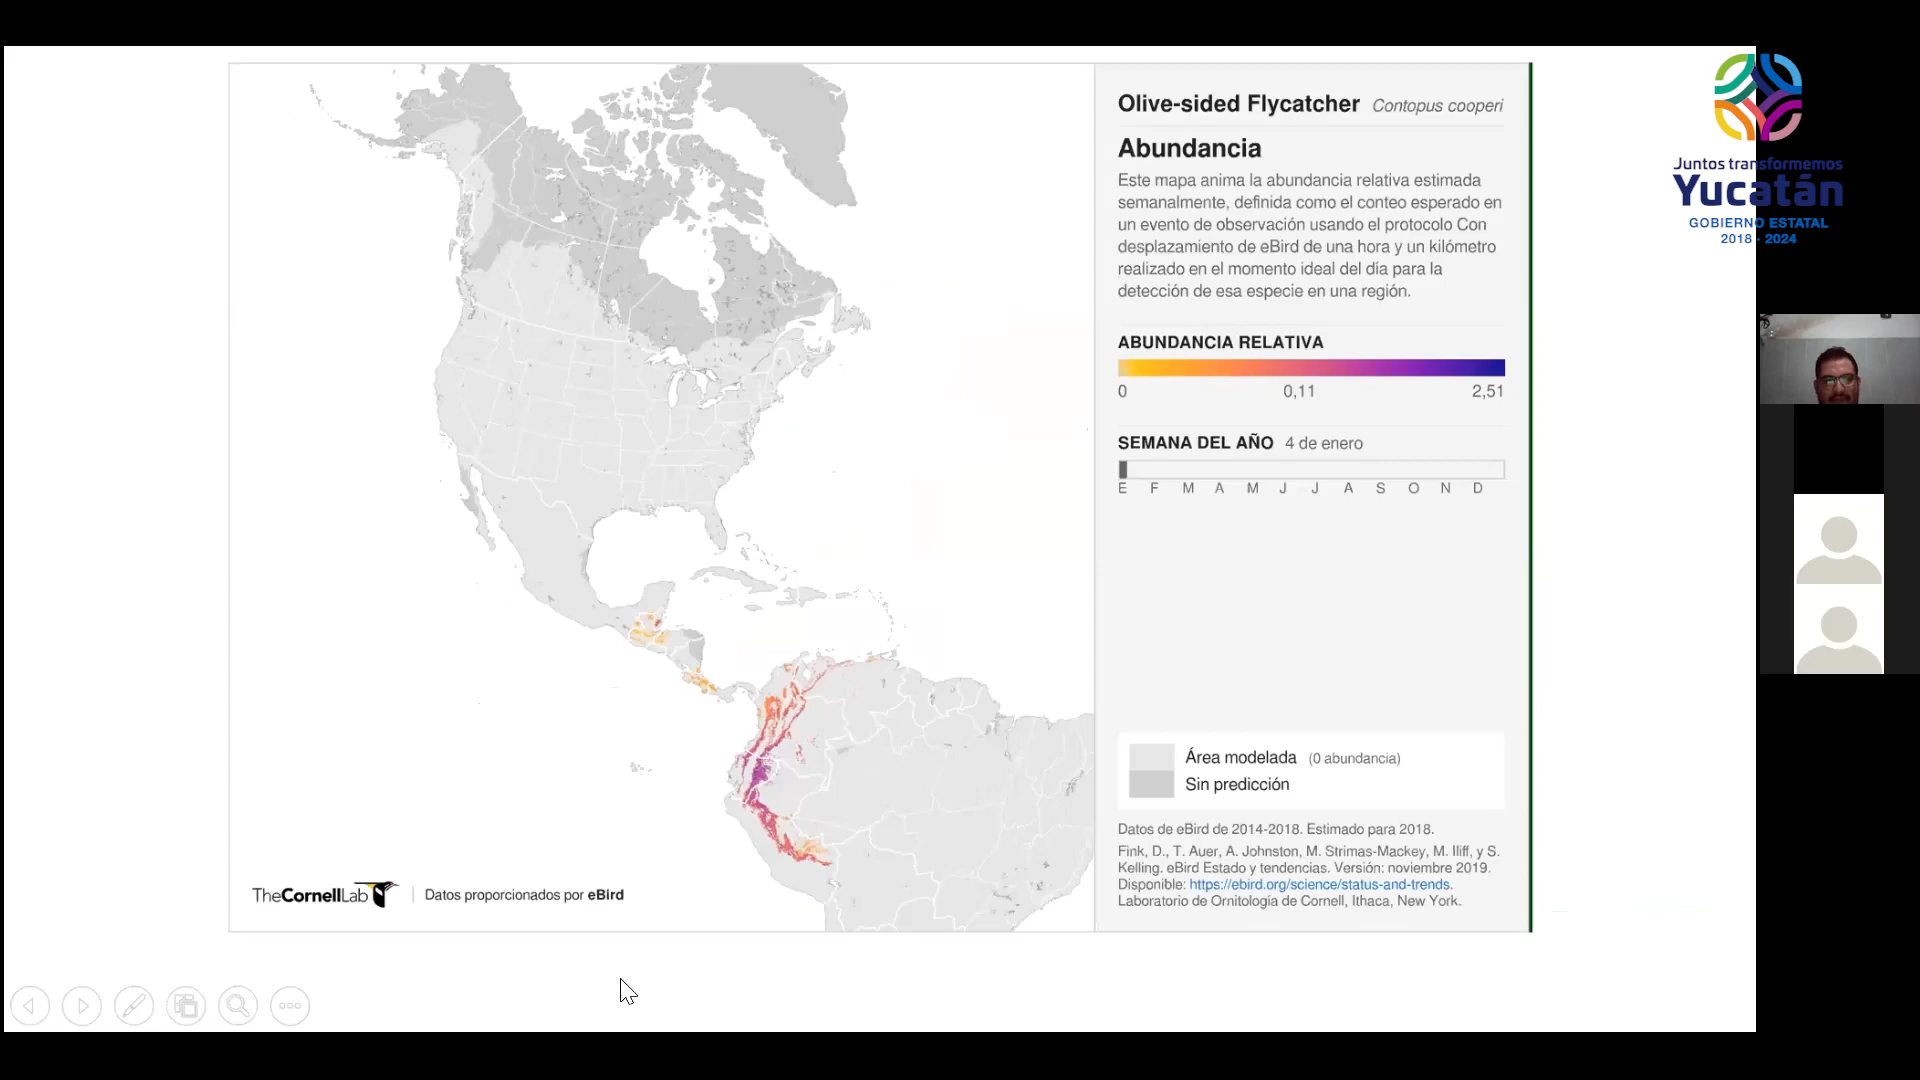 Olive-sided Flycatcher Contopus cooperi
Abundancia
Este mapa anima la abundancia relativa estimada
semanalmente, definida como el conteo esperado en
un evento de observación usando el protocolo Con
desplazamiento de eBird de una hora y un kilómetro
realizado en el momento ideal del día para la
detección de esa especie en una región.
ABUNDANCIA RELATIVA
0 0,11 2,51
SEMANA DEL AÑO 4 de enero
E F M A M J J A S O N D
Área modelada (0 abundancia)
Sin predicción
Datos de eBird de 2014-2018. Estimado para 2018.
Fink, D., T. Auer, A. Johnston, M. Strimas-Mackey, M. Iliff, y S.
Kelling. eBird Estado y tendencias. Versión: noviembre 2019.
Disponible: https://ebird.org/science/status-and-trends.
Laboratorio de Ornitología de Cornell, Ithaca, New York.
TheCornellLab Datos proporcionados por eBird
Juntos transformemos
Yucatán
GOBIERNO ESTATAL
2018 - 2024